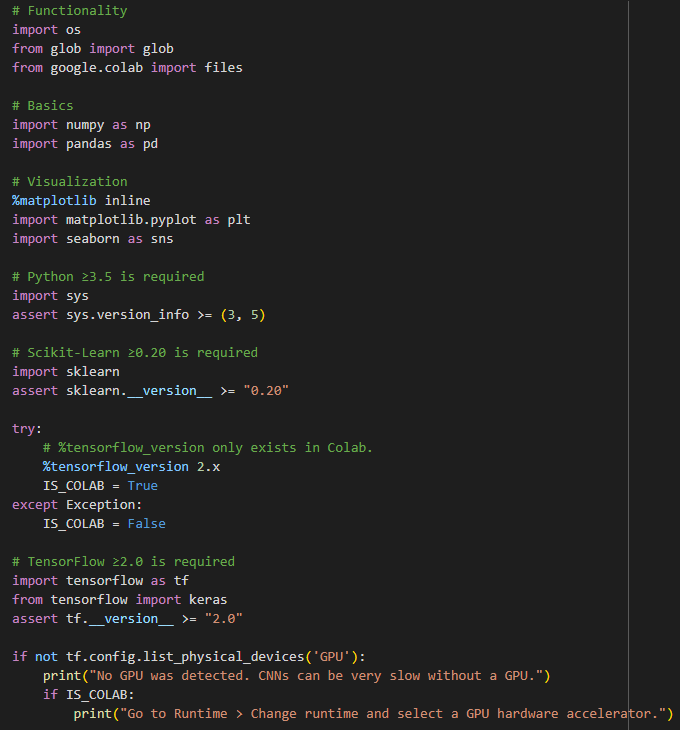 # Functionality
import os
from glob import glob
from google.colab import files

# Basics
import numpy as np
import pandas as pd

# Visualization
%matplotlib inline
import matplotlib.pyplot as plt
import seaborn as sns

# Python ≥3.5 is required
import sys
assert sys.version_info >= (3, 5)

# Scikit-Learn ≥0.20 is required
import sklearn
assert sklearn.__version__ >= "0.20"

try:
    # %tensorflow_version only exists in Colab.
    %tensorflow_version 2.x
    IS_COLAB = True
except Exception:
    IS_COLAB = False

# TensorFlow ≥2.0 is required
import tensorflow as tf
from tensorflow import keras
assert tf.__version__ >= "2.0"

if not tf.config.list_physical_devices('GPU'):
    print("No GPU was detected. CNNs can be very slow without a GPU.")
    if IS_COLAB:
        print("Go to Runtime > Change runtime and select a GPU hardware accelerator.")